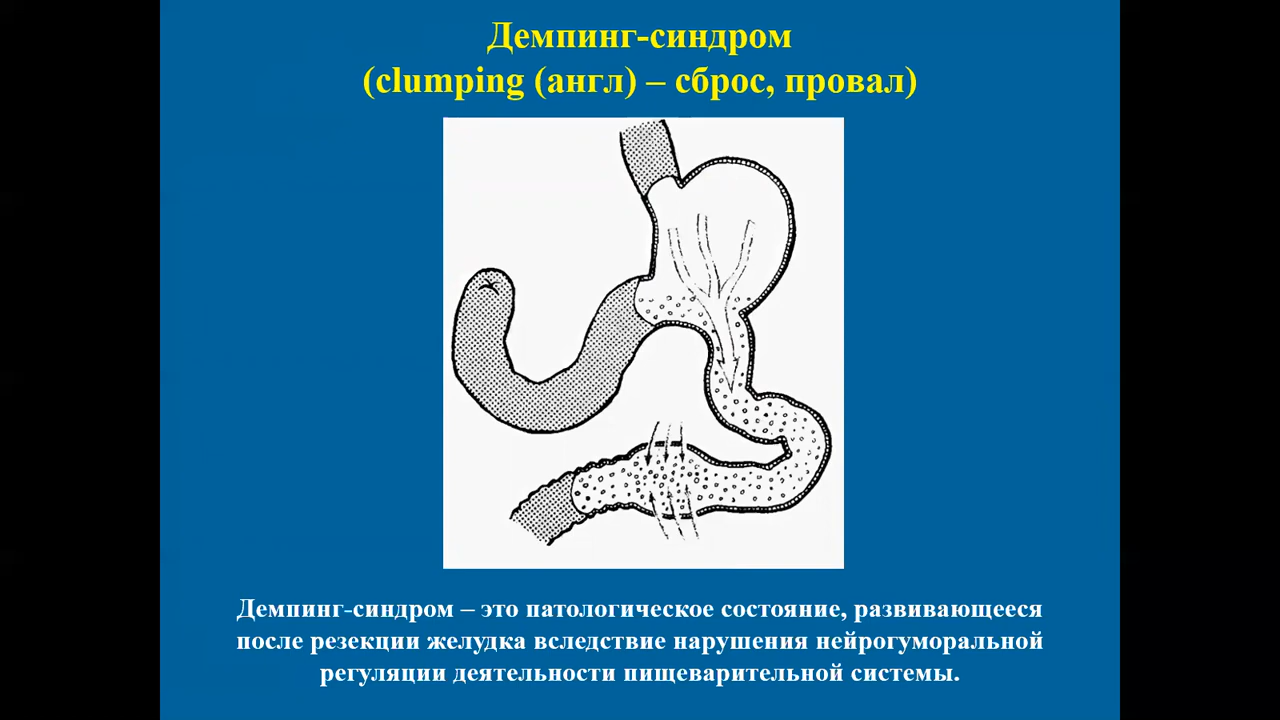 Демпинг-синдром
(clumping (англ) – сброс, провал)
Демпинг-синдром – это патологическое состояние, развивающееся
после резекции желудка вследствие нарушения нейрогуморальной
регуляции деятельности пищеварительной системы.